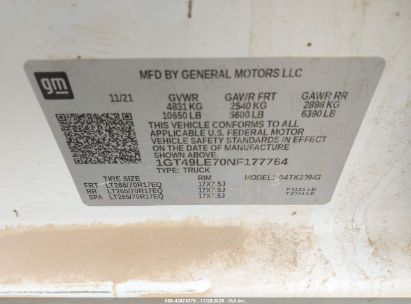 gm
MFD BY GENERAL MOTORS LLC
11/21 GVWR GAWR FRT GAWR RR
4831 KG 2540 KG 2898 KG
10650 LB 5600 LB 6390 LB
THIS VEHICLE CONFORMS TO ALL
APPLICABLE U.S. FEDERAL MOTOR
VEHICLE SAFETY STANDARDS IN EFFECT
ON THE DATE OF MANUFACTURE SHOWN ABOVE
1GT49LE70NF177764
TYPE: TRUCK
TIRE SIZE RIM MODEL:
FRT LT265/70R17EQ 17X7.5J
RR LT265/70R17EQ 17X7.5J
SPA LT265/70R17EQ 17X7.5J